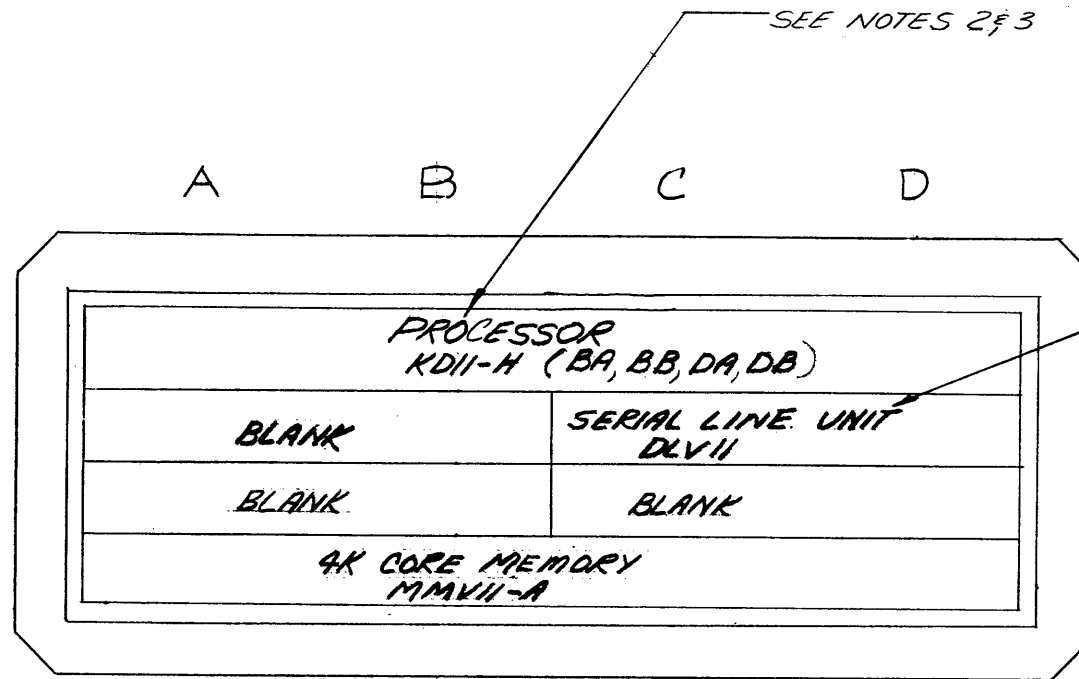 SEE NOTES 2 & 3
A B C D
PROCESSOR
KD11-H (BA, BB, DA, DB)
BLANK SERIAL LINE UNIT
DLV11
BLANK BLANK
4K CORE MEMORY
MMV11-A